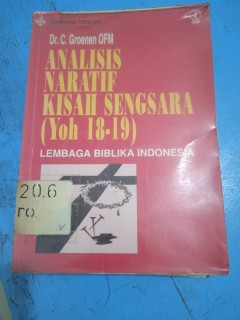 Dr. C. Groenen OFM
ANALISIS
NARATIF
KISAH SENGSARA
(Yoh 18-19)
LEMBAGA BIBLIKA INDONESIA
20.6